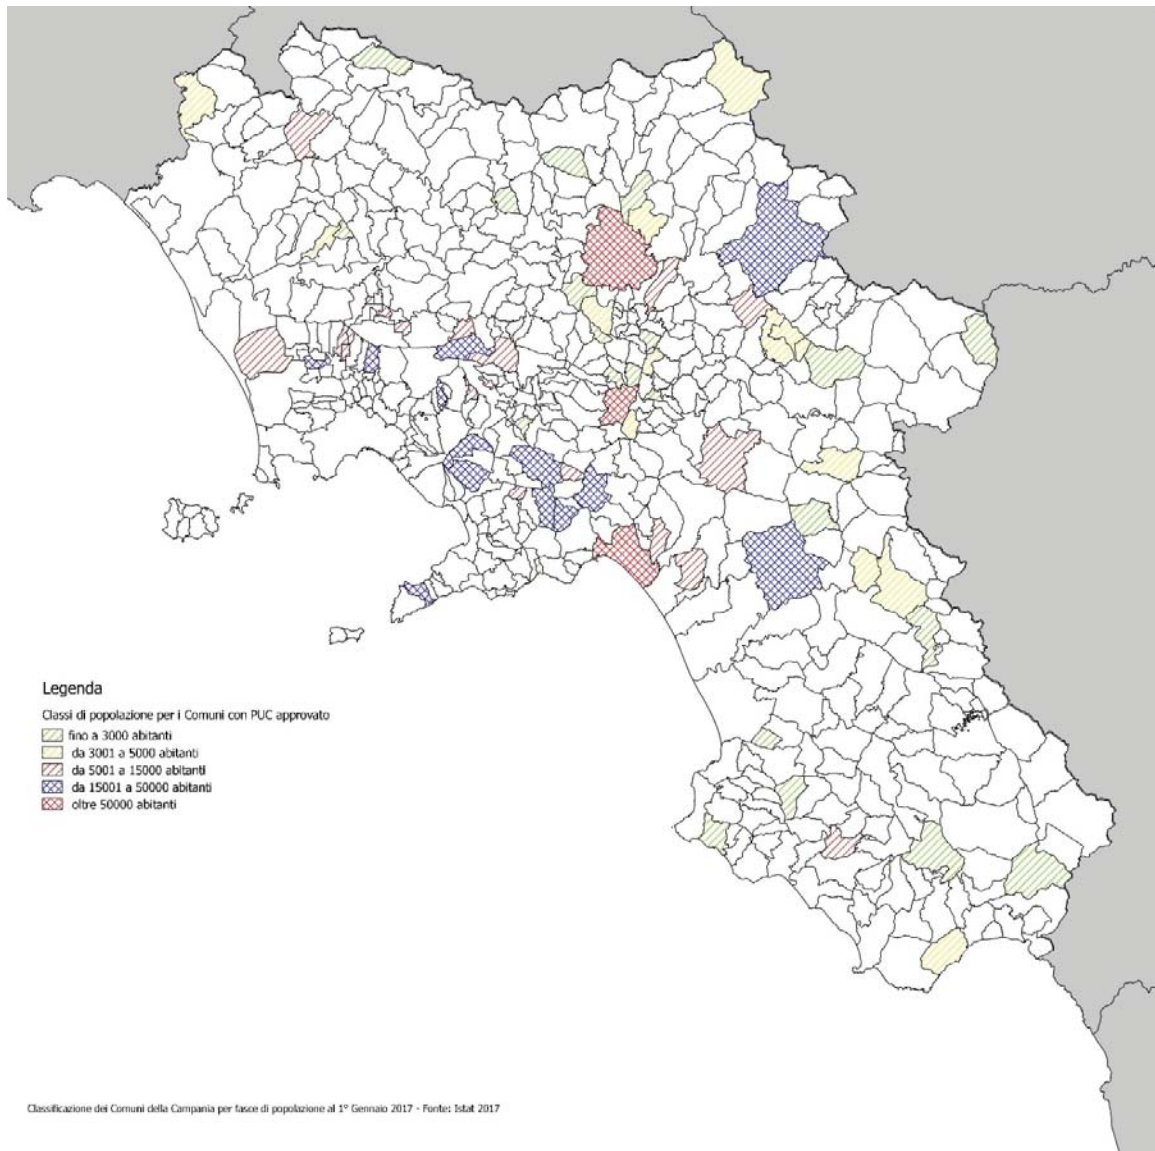 Legenda
Classi di popolazione per i Comuni con PUC approvato
fino a 3000 abitanti
da 3001 a 5000 abitanti
da 5001 a 15000 abitanti
da 15001 a 50000 abitanti
oltre 50000 abitanti
Classificazione dei Comuni della Campania per fasce di popolazione al 1° Gennaio 2017 - Fonte: Istat 2017